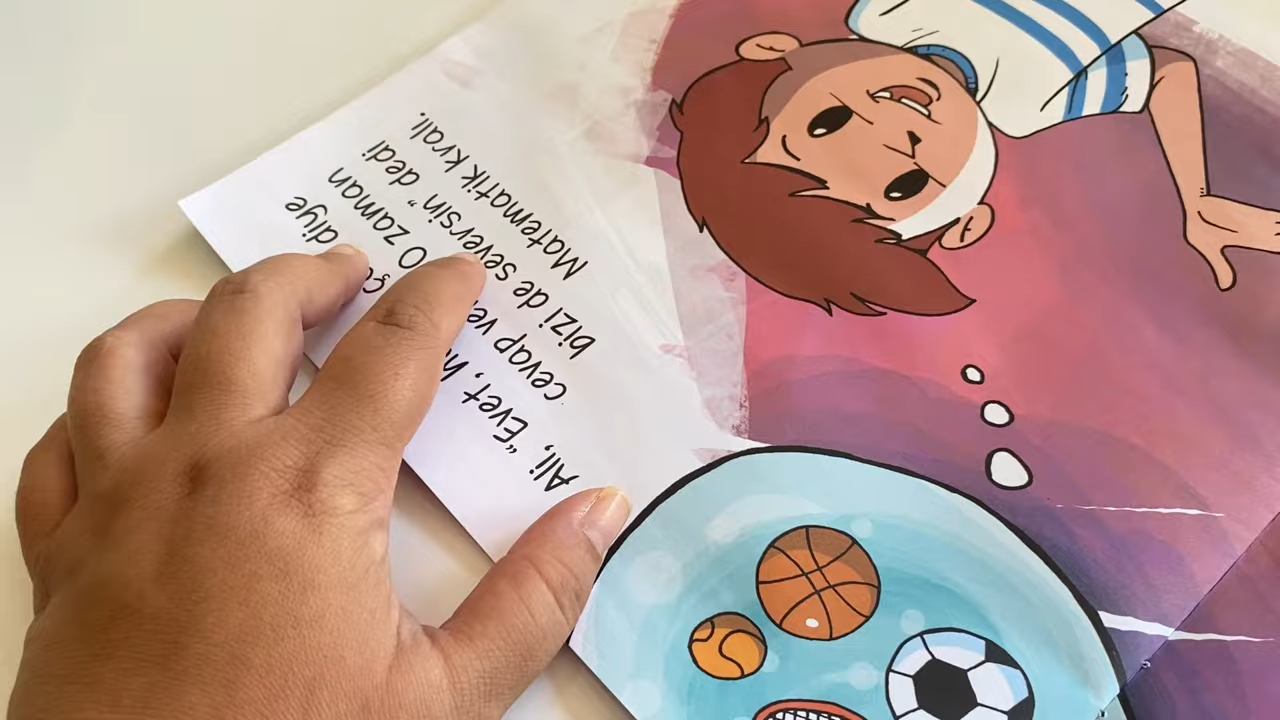 Ali, "Evet, diye
cevap O zaman
bizi de seversin" dedi
Matematik Kralı.